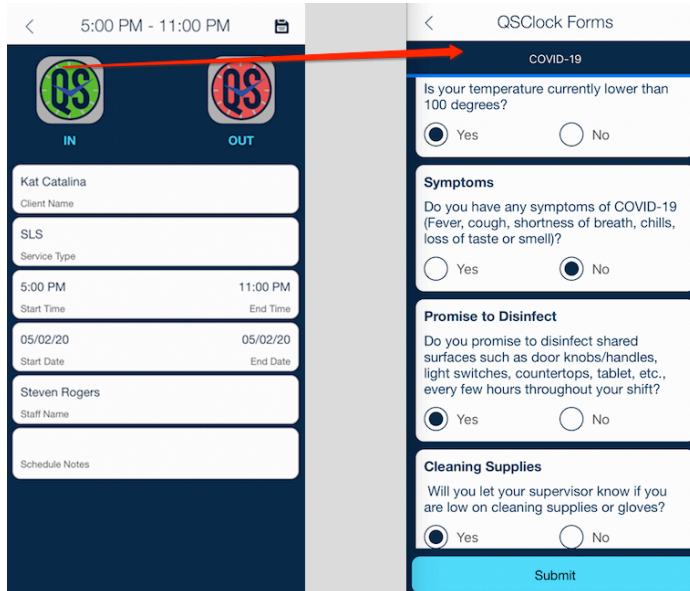 5:00 PM - 11:00 PM
QS
QS
IN
OUT
Kat Catalina
Client Name
SLS
Service Type
5:00 PM 11:00 PM
Start Time End Time
05/02/20 05/02/20
Start Date End Date
Steven Rogers
Staff Name
Schedule Notes
QSClock Forms
COVID-19
Is your temperature currently lower than
100 degrees?
Yes No
Symptoms
Do you have any symptoms of COVID-19
(Fever, cough, shortness of breath, chills,
loss of taste or smell)?
Yes No
Promise to Disinfect
Do you promise to disinfect shared
surfaces such as door knobs/handles,
light switches, countertops, tablet, etc.,
every few hours throughout your shift?
Yes No
Cleaning Supplies
Will you let your supervisor know if you
are low on cleaning supplies or gloves?
Yes No
Submit